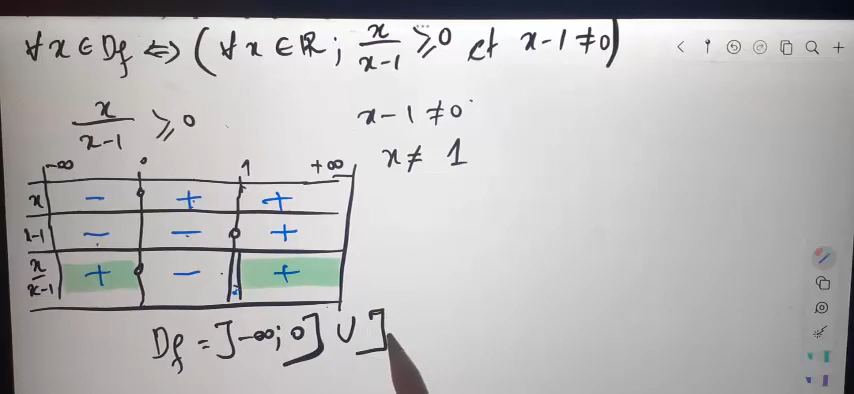 ∀x∈Df ⇔ (∀x∈ℝ ; x/(x-1) ⩾0 et x-1≠0)
x/(x-1) ⩾0
x-1≠0
x≠ 1
-∞ 0 1 +∞
x - + +
x-1 - - +
x/(x-1) + - +
Df = ]-∞; 0] ∪ ]